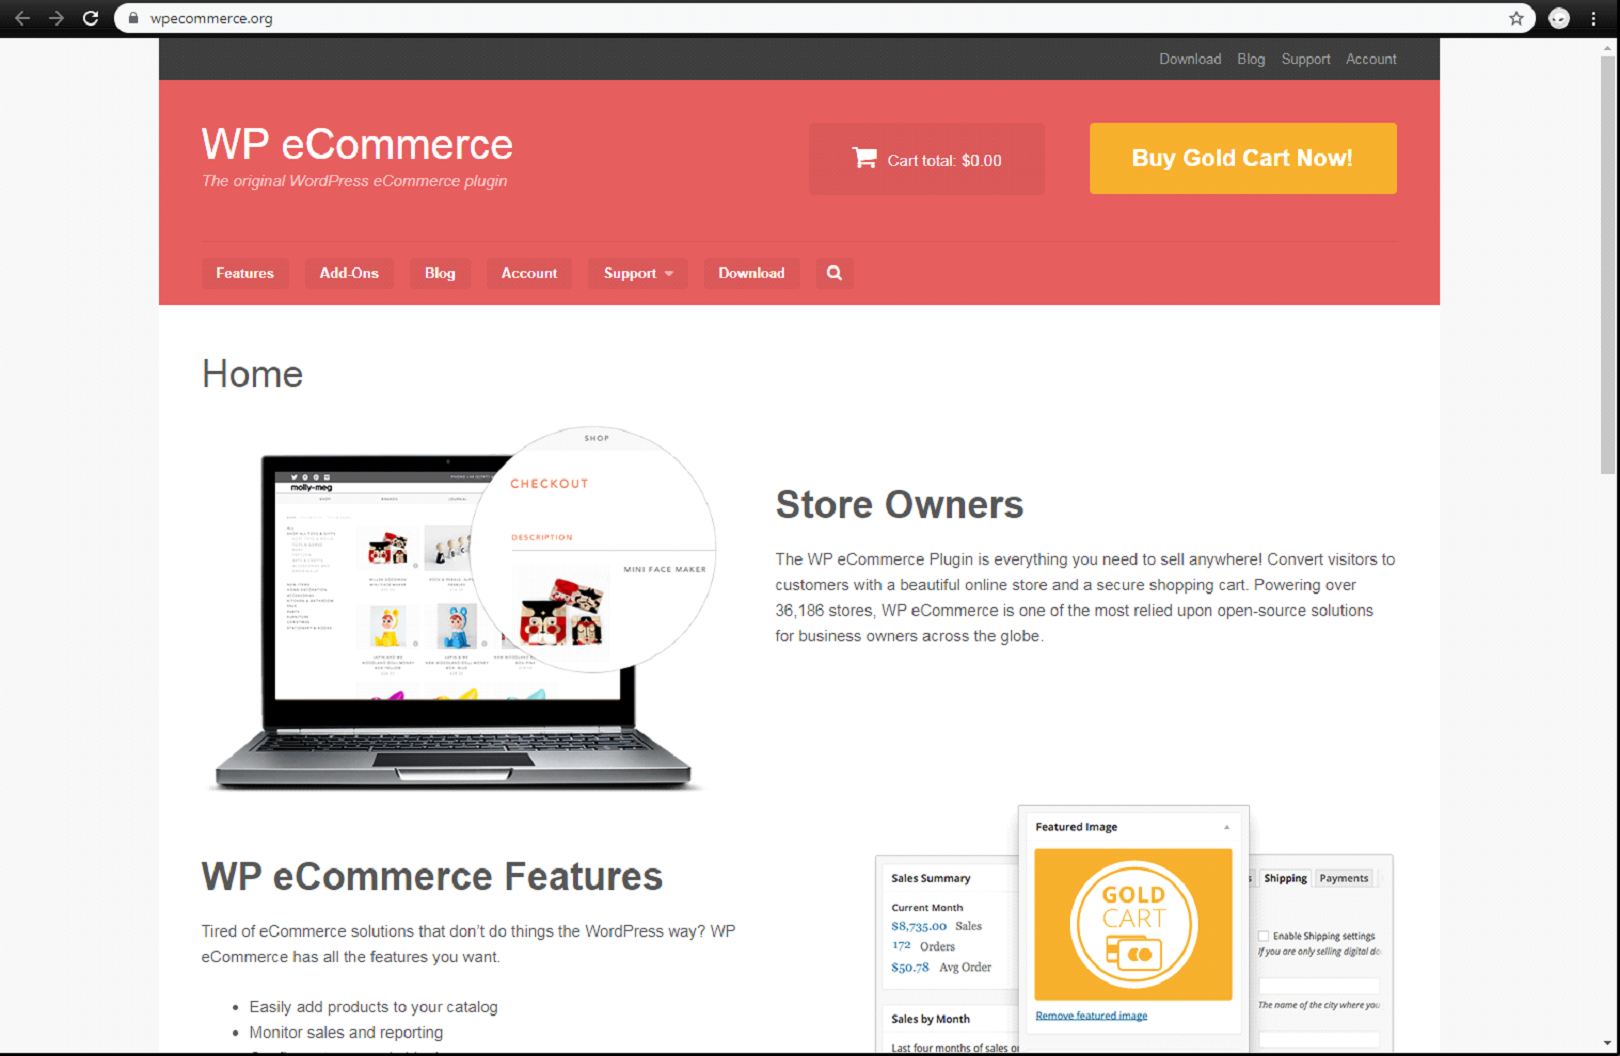 wpecommerce.org
Download Blog Support Account
WP eCommerce
The original WordPress eCommerce plugin
Cart total: $0.00
Buy Gold Cart Now!
Features Add-Ons Blog Account Support Download
Home
SHOP
CHECKOUT
DESCRIPTION
MINI FACE MAKER
molly-meg
SHOP BRANDS JOURNAL
Store Owners
The WP eCommerce Plugin is everything you need to sell anywhere! Convert visitors to
customers with a beautiful online store and a secure shopping cart. Powering over
36,186 stores, WP eCommerce is one of the most relied upon open-source solutions
for business owners across the globe.
WP eCommerce Features
Tired of eCommerce solutions that don't do things the WordPress way? WP
eCommerce has all the features you want.
• Easily add products to your catalog
• Monitor sales and reporting
Featured Image
GOLD
CART
Remove featured image
Sales Summary
Current Month
$8,735.00 Sales
172 Orders
$50.78 Avg Order
Sales by Month
Last four months of sales
Shipping Payments
Enable Shipping settings
If you are only selling digital
The name of the city where you